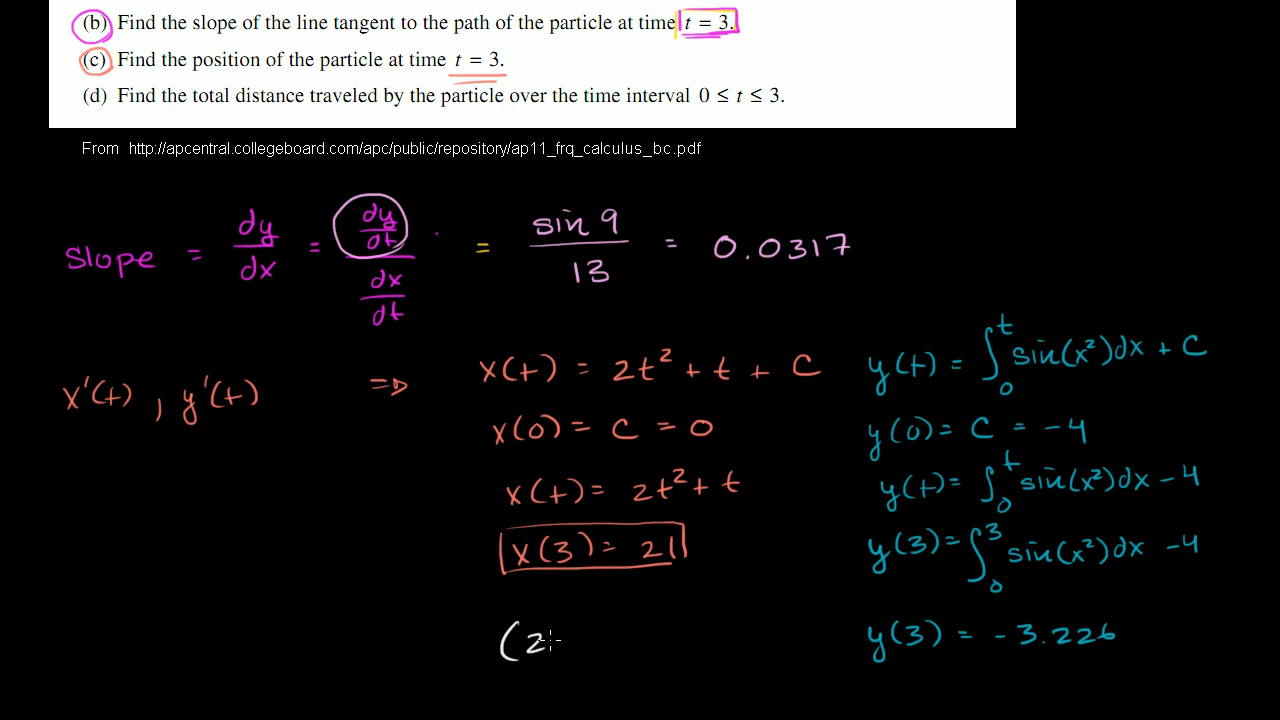 (b) Find the slope of the line tangent to the path of the particle at time t = 3.
(c) Find the position of the particle at time t = 3.
(d) Find the total distance traveled by the particle over the time interval 0 ≤ t ≤ 3.
From http://apcentral.collegeboard.com/apc/public/repository/ap11_frq_calculus_bc.pdf
Slope = dy/dx = (dy/dt)/(dx/dt) · = sin 9/13 = 0.0317
x'(t), y'(t) ⇒
x(t) = 2t² + t + C
x(0) = C = 0
x(t) = 2t² + t
x(3) = 21
(2
y(t) = ∫₀ᵗ sin(x²)dx + C
y(0) = C = -4
y(t) = ∫₀ᵗ sin(x²)dx - 4
y(3) = ∫₀³ sin(x²)dx - 4
y(3) = -3.226